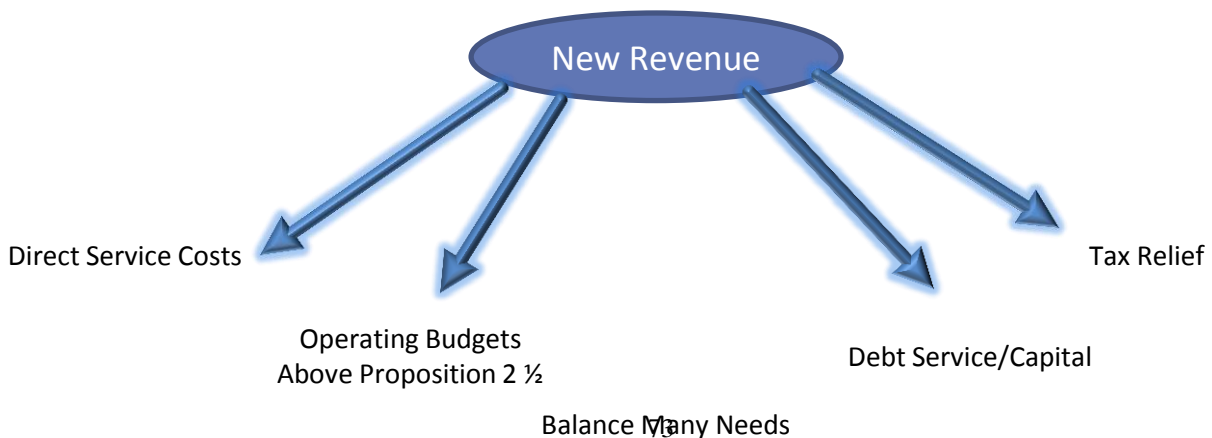 New Revenue
Direct Service Costs
Tax Relief
Operating Budgets
Above Proposition 2 ½
Debt Service/Capital
Balance Many Needs
73